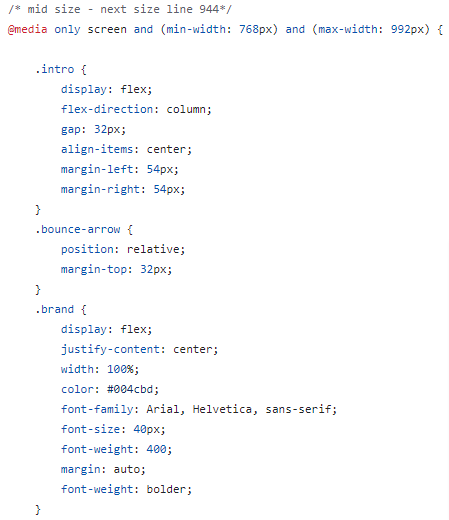 /* mid size - next size line 944*/
@media only screen and (min-width: 768px) and (max-width: 992px) {
    .intro {
        display: flex;
        flex-direction: column;
        gap: 32px;
        align-items: center;
        margin-left: 54px;
        margin-right: 54px;
    }
    .bounce-arrow {
        position: relative;
        margin-top: 32px;
    }
    .brand {
        display: flex;
        justify-content: center;
        width: 100%;
        color: #004cbd;
        font-family: Arial, Helvetica, sans-serif;
        font-size: 40px;
        font-weight: 400;
        margin: auto;
        font-weight: bolder;
    }